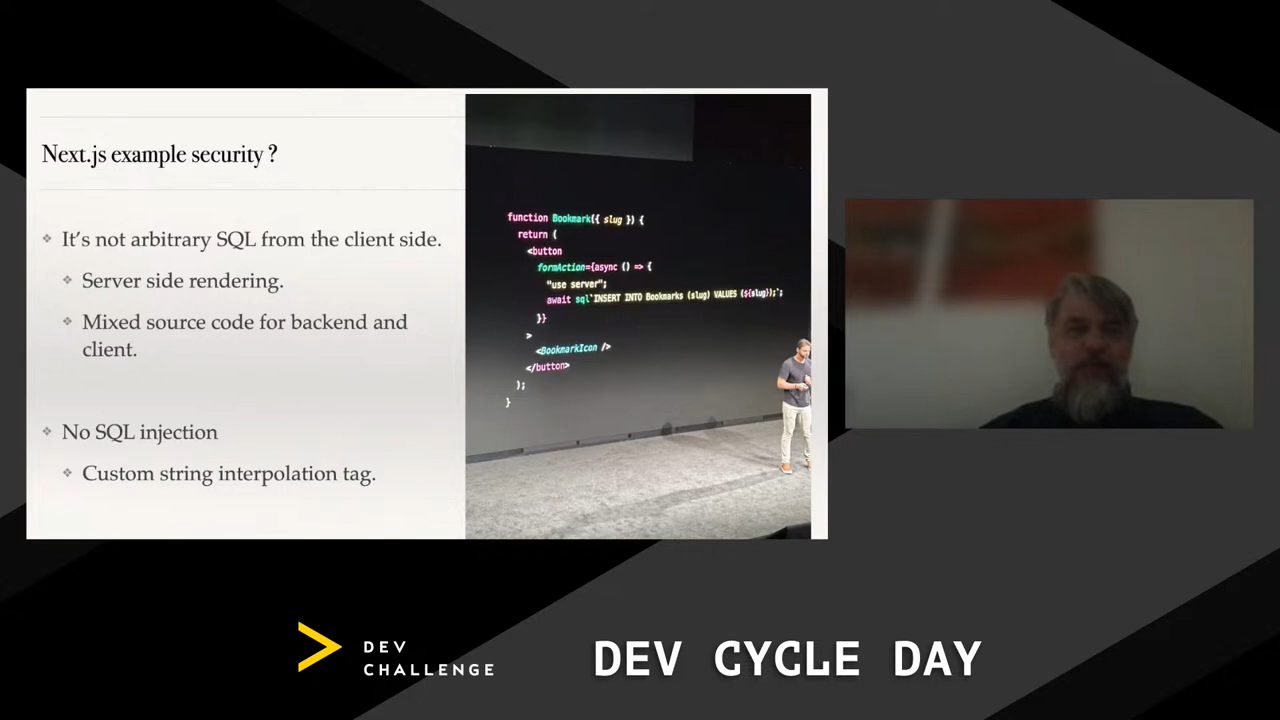 Next.js example security ?
It's not arbitrary SQL from the client side.
Server side rendering.
Mixed source code for backend and
client.
No SQL injection
Custom string interpolation tag.
function Bookmark({ slug }) {
return (
<button
formAction={async () => {
"use server";
await sql`INSERT INTO Bookmarks (slug) VALUES (${slug});`;
}}
>
<BookmarkIcon />
</button>
);
}
DEV
CHALLENGE
DEV CYCLE DAY